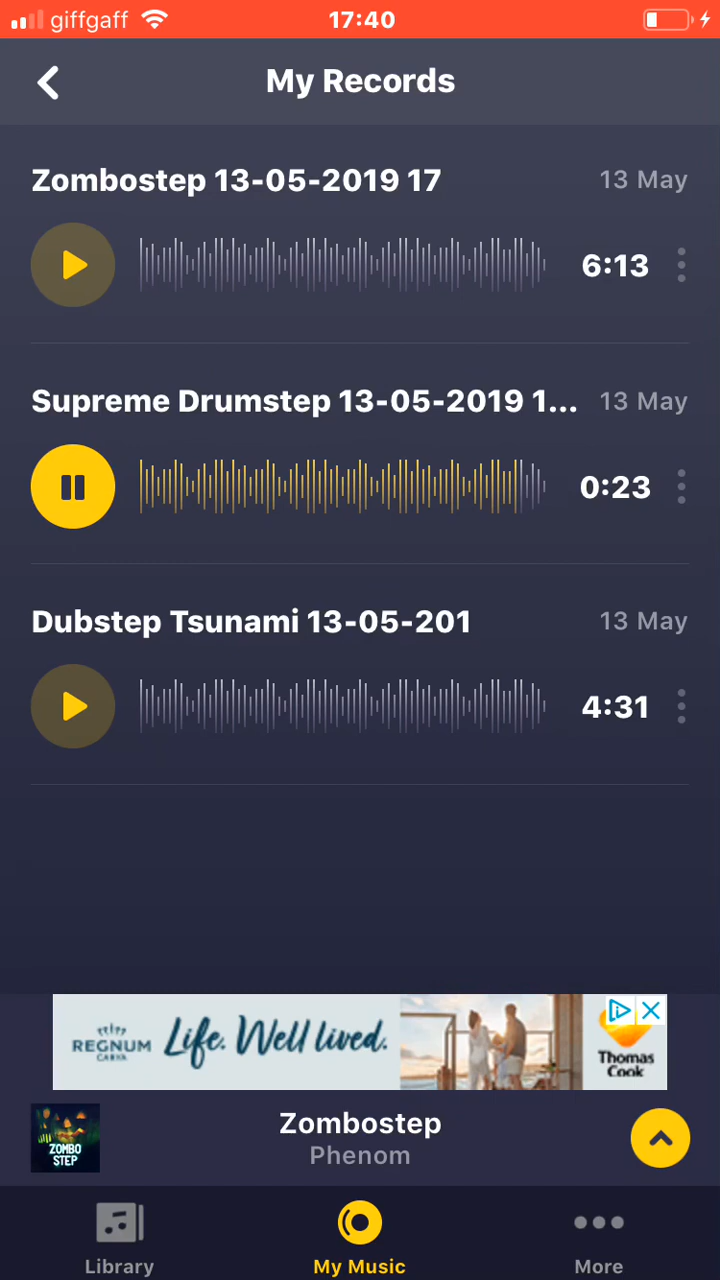 giffgaff 17:40
My Records
Zombostep 13-05-2019 17 13 May
6:13
Supreme Drumstep 13-05-2019 1... 13 May
0:23
Dubstep Tsunami 13-05-201 13 May
4:31
REGNUM
CARYA
Life. Well lived.
Thomas
Cook
ZOMBO
STEP
Zombostep
Phenom
Library My Music More